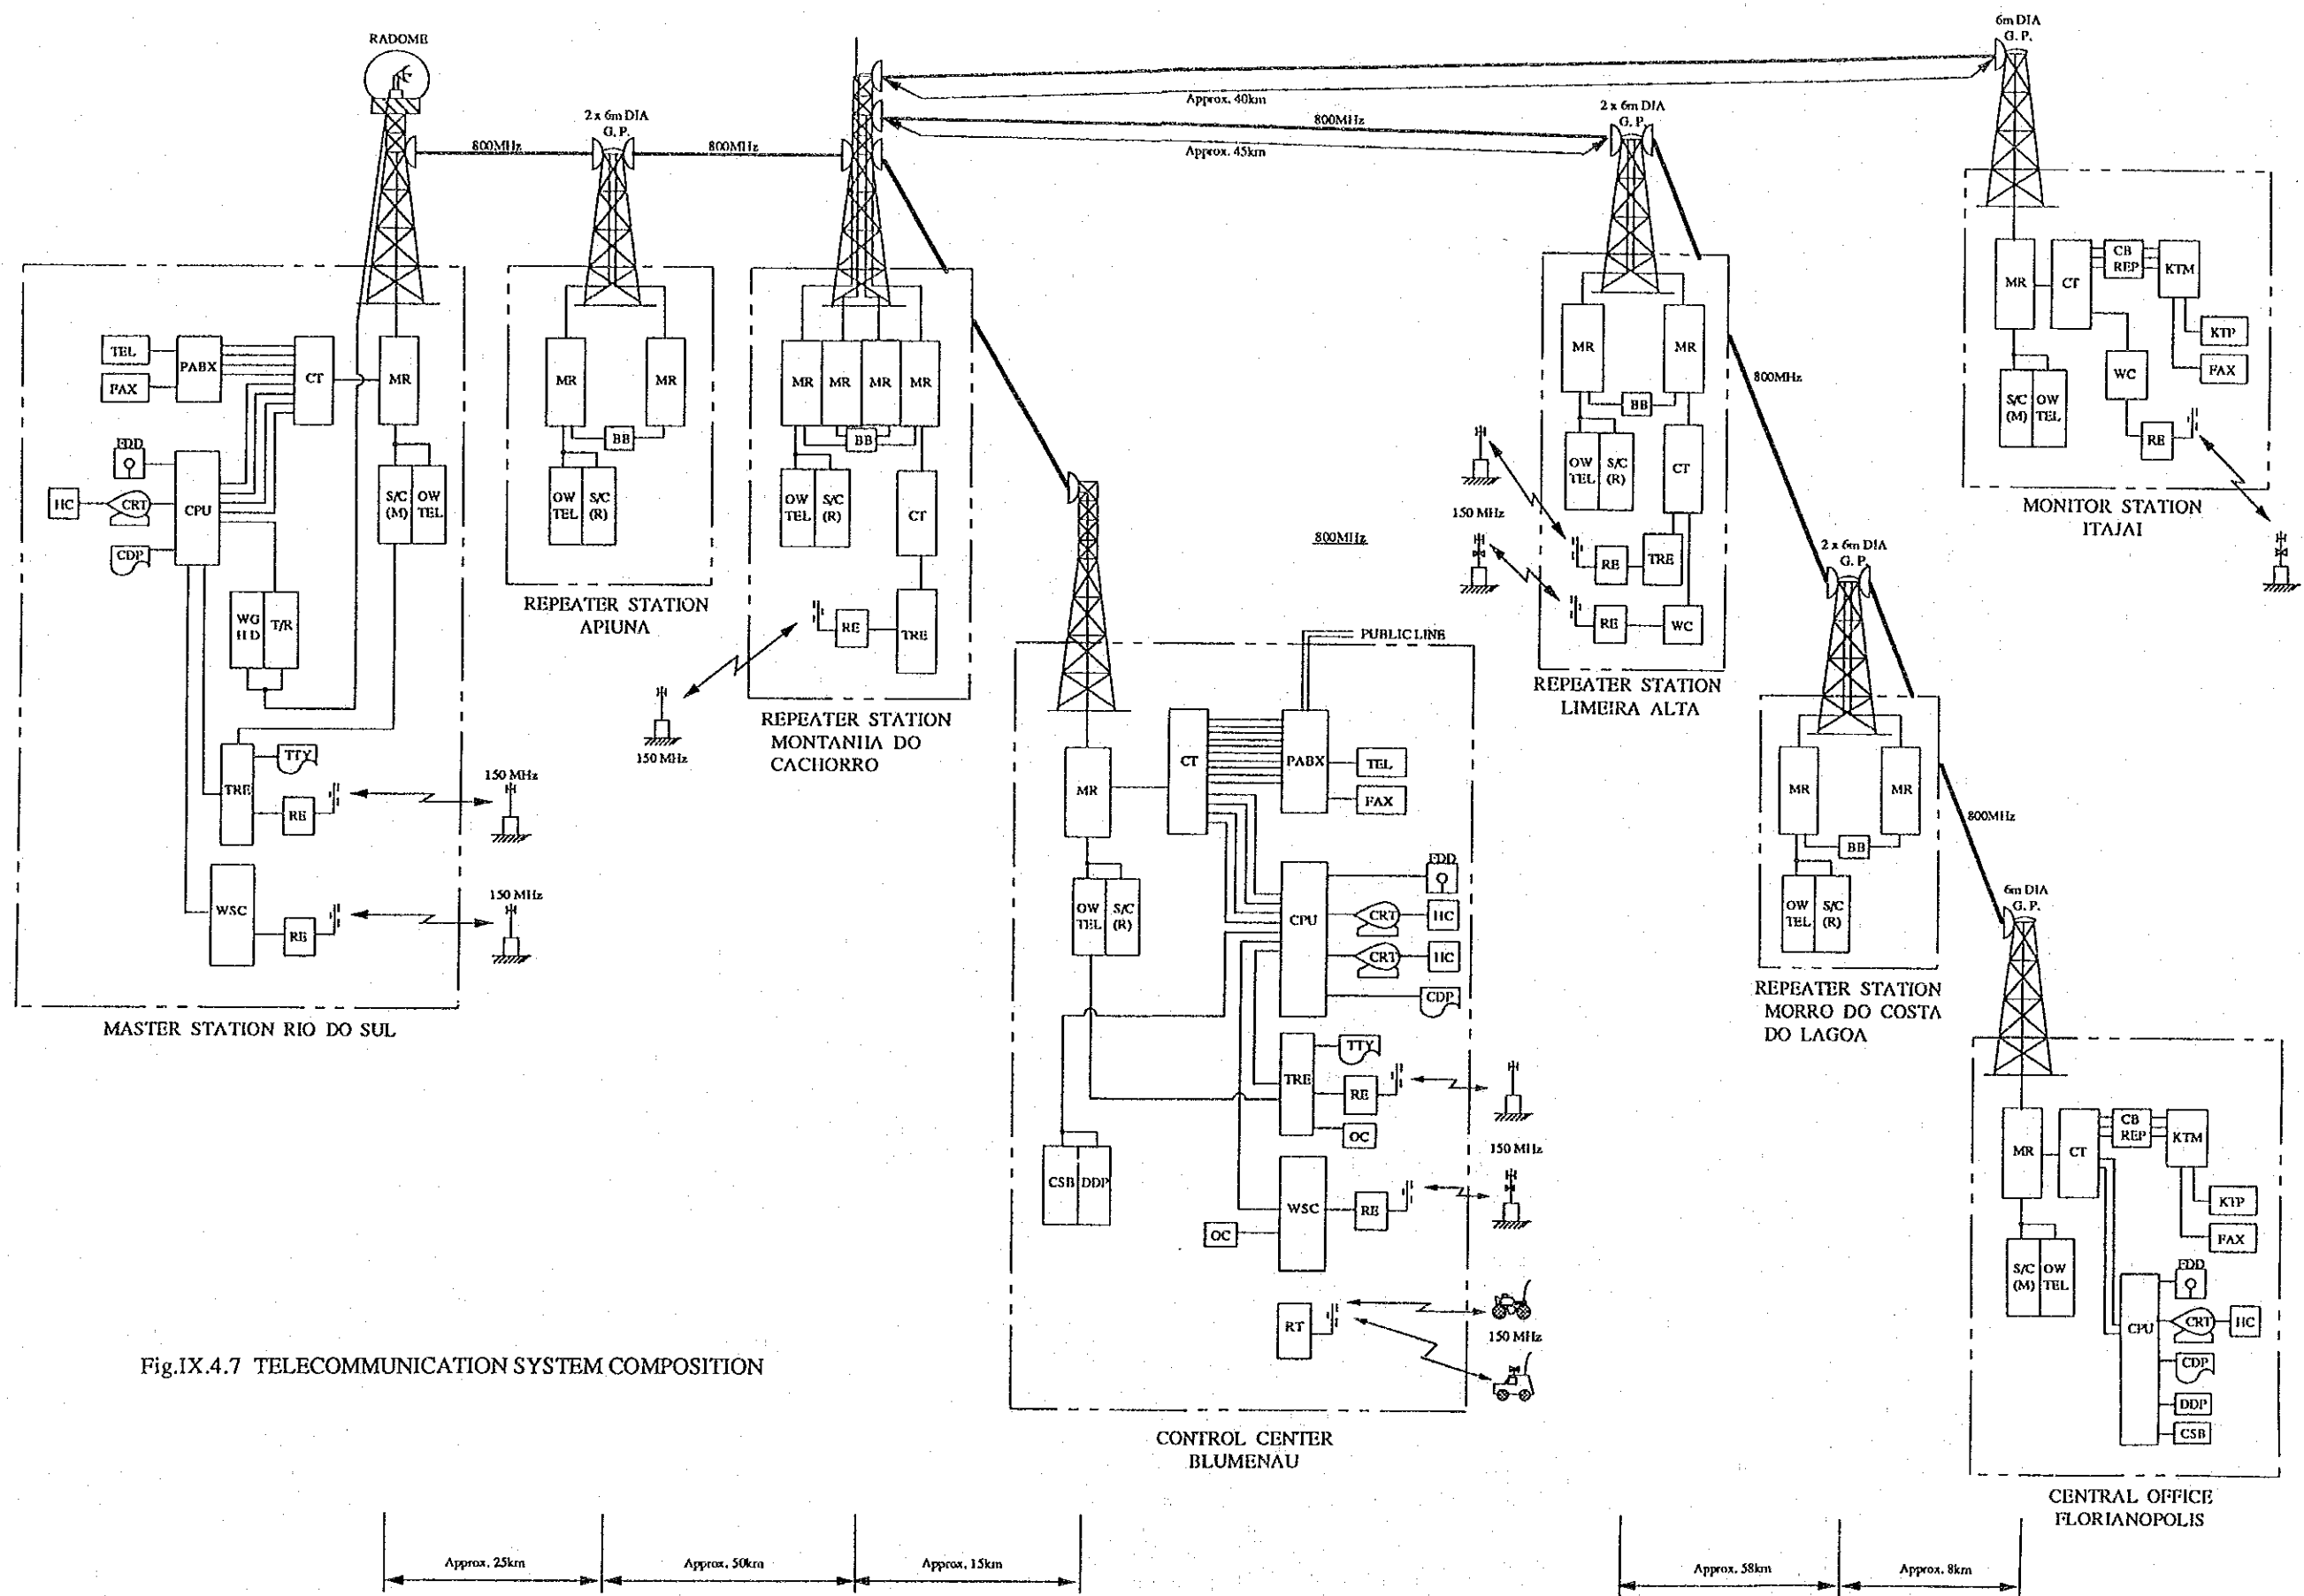 RADOME
800MHz
2 x 6m DIA
G. P.
800MHz
Approx. 40km
800MHz
Approx. 45km
2 x 6m DIA
G. P.
6m DIA
G. P.
TEL
FAX
PABX
CT
MR
FDD
HC
CRT
CDP
CPU
S/C
(M)
OW
TEL
WG
HD
T/R
TRE
TTY
RE
150 MHz
WSC
RE
150 MHz
MASTER STATION RIO DO SUL
MR
MR
BB
OW
TEL
S/C
(R)
REPEATER STATION
APIUNA
MR
MR
MR
MR
BB
OW
TEL
S/C
(R)
CT
RE
TRE
150 MHz
REPEATER STATION
MONTANHA DO
CACHORRO
PUBLIC LINE
MR
CT
PABX
TEL
FAX
OW
TEL
S/C
(R)
CPU
FDD
CRT
HC
CRT
HC
CDP
TRE
TTY
RE
OC
150 MHz
CSB
DDP
WSC
RE
OC
RT
150 MHz
CONTROL CENTER
BLUMENAU
800MHz
150 MHz
MR
MR
BB
OW
TEL
S/C
(R)
CT
RE
TRE
RE
WC
REPEATER STATION
LIMEIRA ALTA
800MHz
2 x 6m DIA
G. P.
MR
MR
BB
OW
TEL
S/C
(R)
REPEATER STATION
MORRO DO COSTA
DO LAGOA
800MHz
MR
CT
CB
REP
KTM
KTP
FAX
WC
S/C
(M)
OW
TEL
RE
MONITOR STATION
ITAJAI
6m DIA
G. P.
MR
CT
CB
REP
KTM
KTP
FAX
S/C
(M)
OW
TEL
CPU
FDD
CRT
HC
CDP
DDP
CSB
CENTRAL OFFICE
FLORIANOPOLIS
Fig.IX.4.7 TELECOMMUNICATION SYSTEM COMPOSITION
Approx. 25km
Approx. 50km
Approx. 15km
Approx. 58km
Approx. 8km